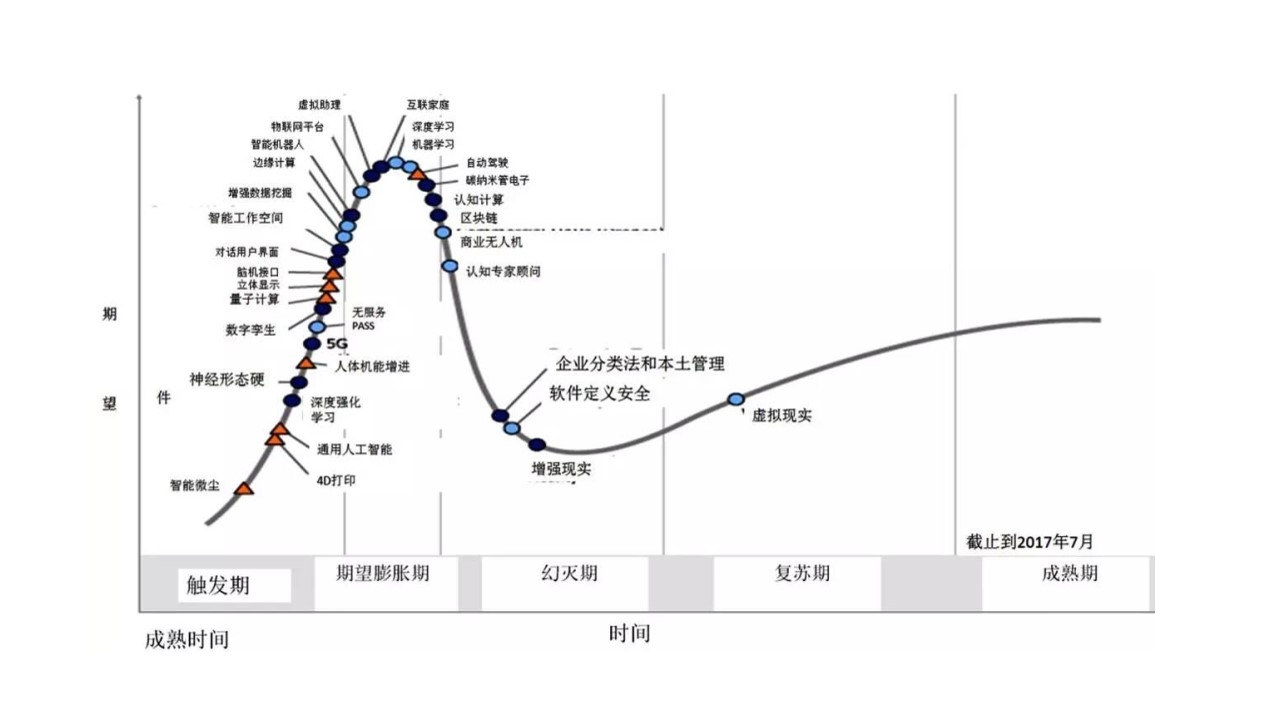 虚拟助理
互联家庭
物联网平台
深度学习
智能机器人
机器学习
边缘计算
自动驾驶
碳纳米管电子
增强数据挖掘
认知计算
智能工作空间
区块链
商业无人机
对话用户界面
认知专家顾问
脑机接口
立体显示
量子计算
无服务
PASS
数字孪生
5G
人体机能增进
神经形态硬
件
深度强化
学习
通用人工智能
4D打印
智能微尘
企业分类法和本土管理
软件定义安全
增强现实
虚拟现实
期
望
截止到2017年7月
触发期
期望膨胀期
幻灭期
复苏期
成熟期
成熟时间
时间